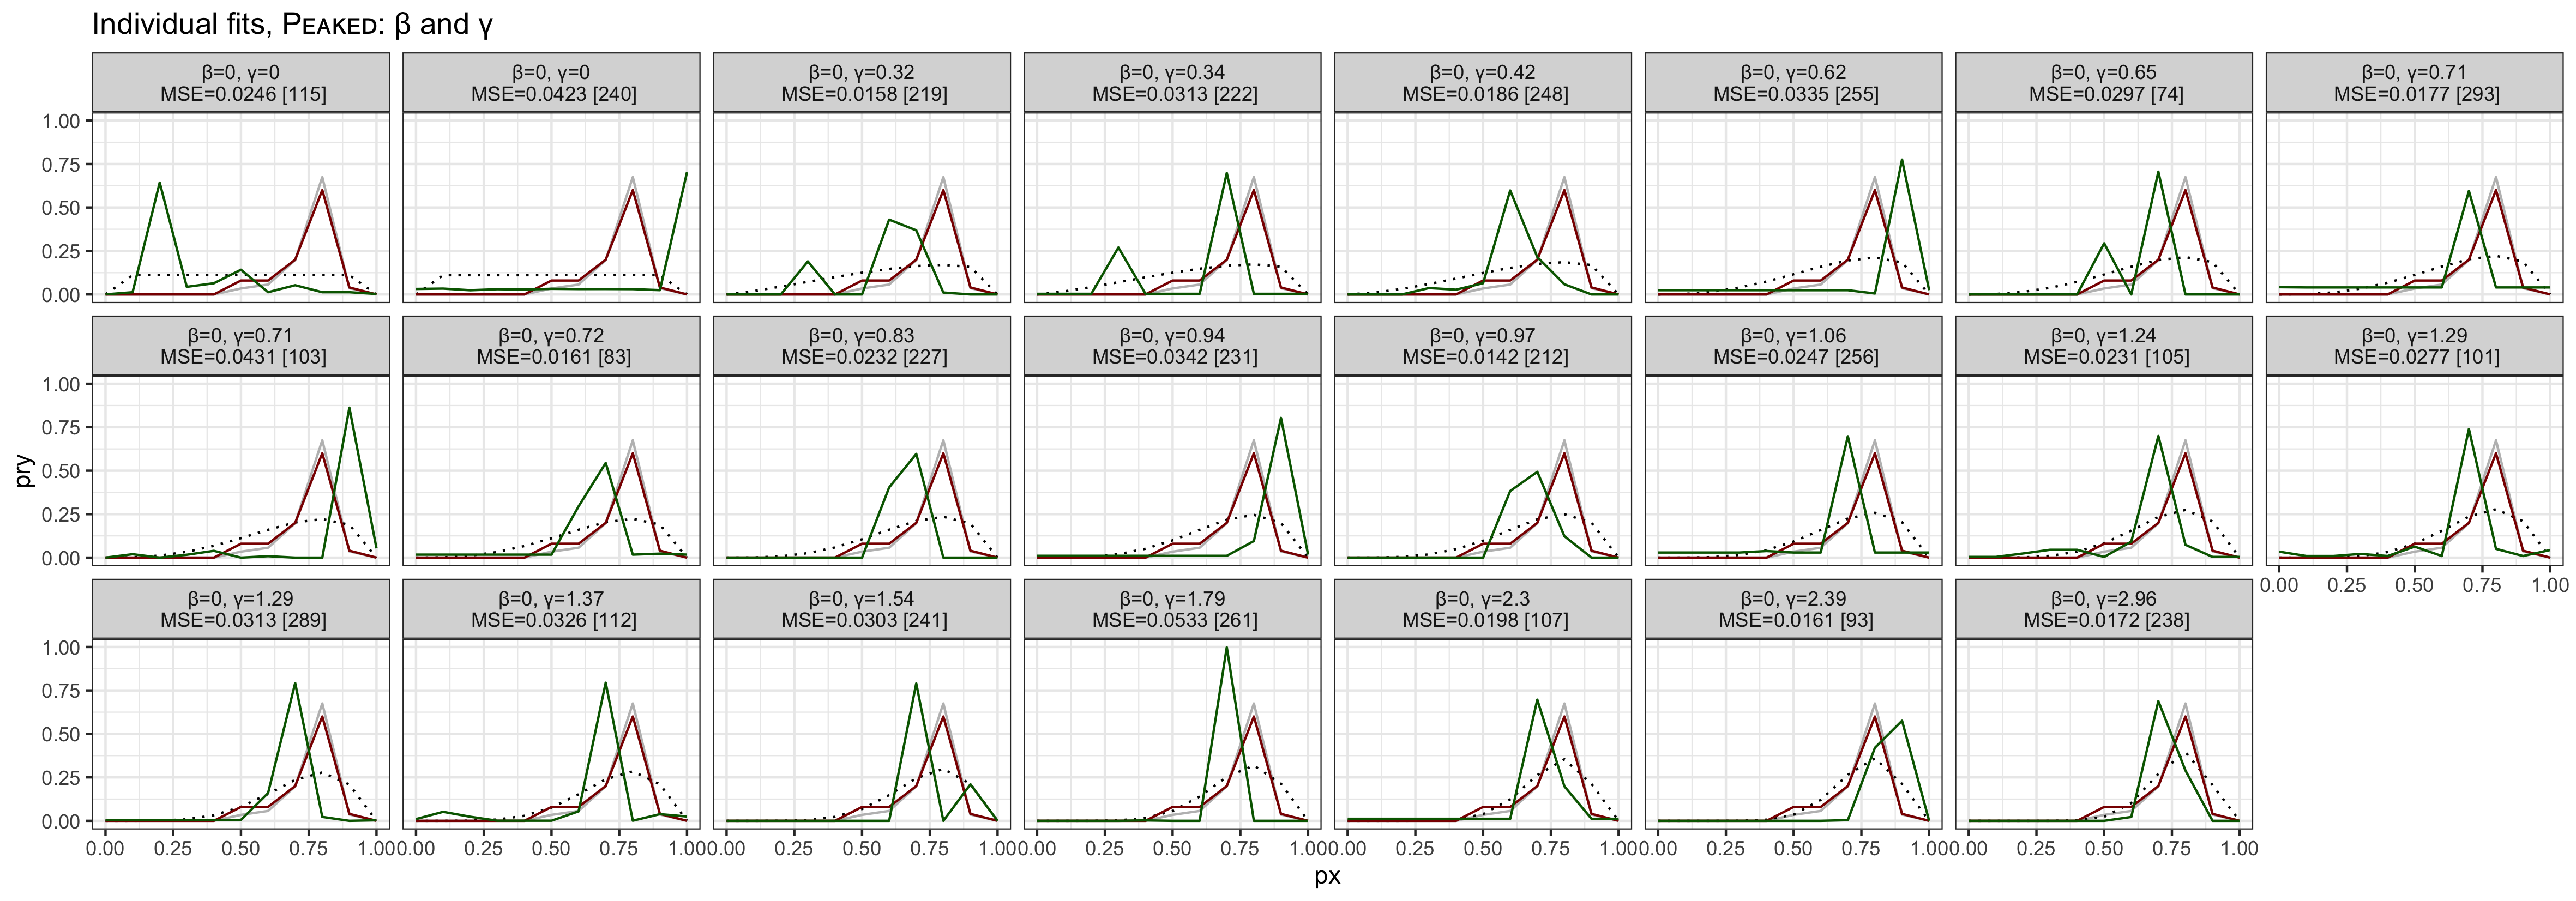 Individual fits, Pᴇᴀᴋᴇᴅ: β and γ
β=0, γ=0
MSE=0.0246 [115]
β=0, γ=0
MSE=0.0423 [240]
β=0, γ=0.32
MSE=0.0158 [219]
β=0, γ=0.34
MSE=0.0313 [222]
β=0, γ=0.42
MSE=0.0186 [248]
β=0, γ=0.62
MSE=0.0335 [255]
β=0, γ=0.65
MSE=0.0297 [74]
β=0, γ=0.71
MSE=0.0177 [293]
1.00
0.75
0.50
0.25
0.00
β=0, γ=0.71
MSE=0.0431 [103]
β=0, γ=0.72
MSE=0.0161 [83]
β=0, γ=0.83
MSE=0.0232 [227]
β=0, γ=0.94
MSE=0.0342 [231]
β=0, γ=0.97
MSE=0.0142 [212]
β=0, γ=1.06
MSE=0.0247 [256]
β=0, γ=1.24
MSE=0.0231 [105]
β=0, γ=1.29
MSE=0.0277 [101]
1.00
0.75
0.50
0.25
0.00
pry
0.00 0.25 0.50 0.75 1.00
β=0, γ=1.29
MSE=0.0313 [289]
β=0, γ=1.37
MSE=0.0326 [112]
β=0, γ=1.54
MSE=0.0303 [241]
β=0, γ=1.79
MSE=0.0533 [261]
β=0, γ=2.3
MSE=0.0198 [107]
β=0, γ=2.39
MSE=0.0161 [93]
β=0, γ=2.96
MSE=0.0172 [238]
1.00
0.75
0.50
0.25
0.00
0.00 0.25 0.50 0.75 1.00
0.00 0.25 0.50 0.75 1.00
0.00 0.25 0.50 0.75 1.00
0.00 0.25 0.50 0.75 1.00
0.00 0.25 0.50 0.75 1.00
0.00 0.25 0.50 0.75 1.00
0.00 0.25 0.50 0.75 1.00
px